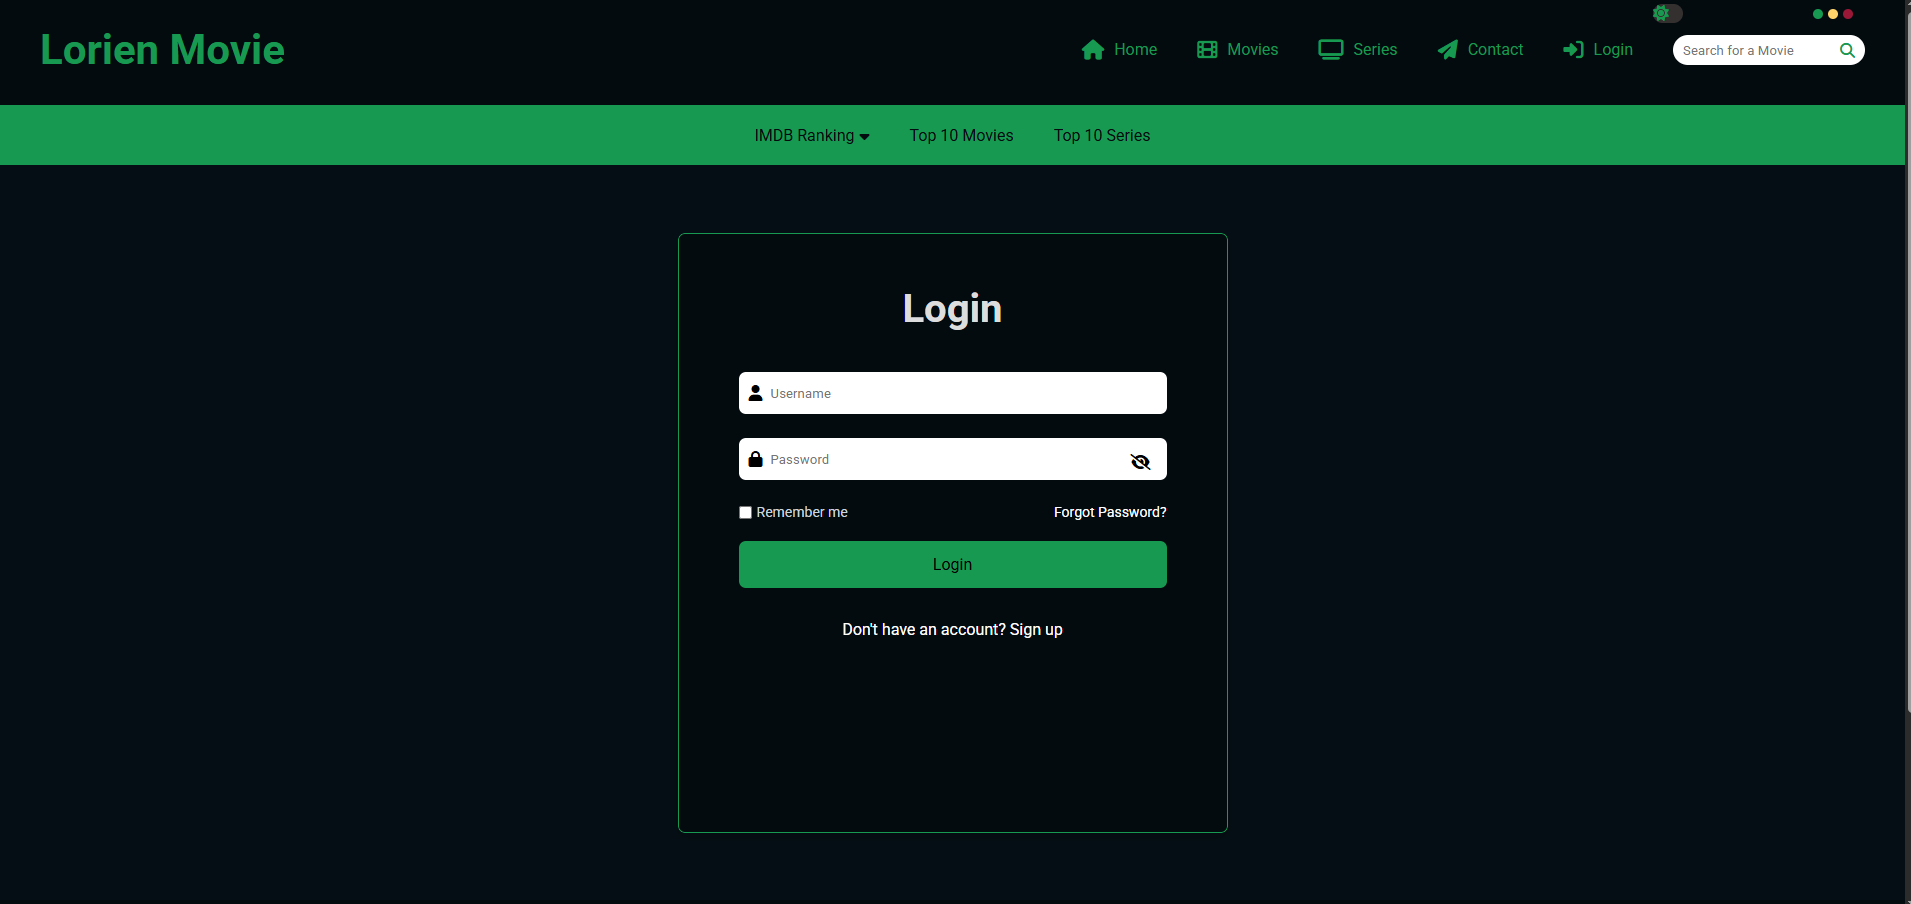 Lorien Movie
Home
Movies
Series
Contact
Login
Search for a Movie
IMDB Ranking
Top 10 Movies
Top 10 Series
Login
Username
Password
Remember me
Forgot Password?
Login
Don't have an account? Sign up